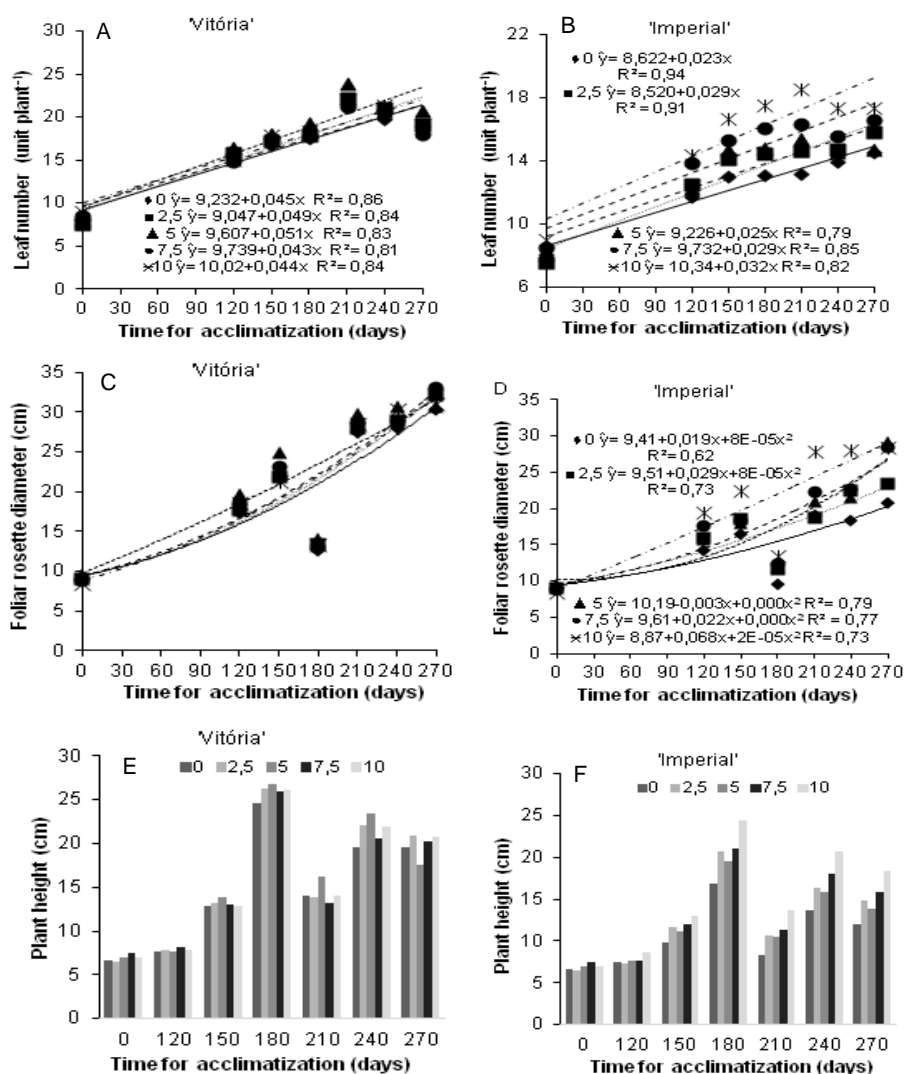 A
'Vitória'
Leaf number (unit plant⁻¹)
30
25
20
15
10
5
0
0 ŷ= 9,232+0,045x R²= 0,86
2,5 ŷ= 9,047+0,049x R²= 0,84
5 ŷ= 9,607+0,051x R²= 0,83
7,5 ŷ= 9,739+0,043x R²= 0,81
10 ŷ= 10,02+0,044x R²= 0,84
0 30 60 90 120 150 180 210 240 270
Time for acclimatization (days)
B
'Imperial'
Leaf number (unit plant⁻¹)
22
18
14
10
6
0 ŷ= 8,622+0,023x
R²= 0,94
2,5 ŷ= 8,520+0,029x
R²= 0,91
5 ŷ= 9,226+0,025x R²= 0,79
7,5 ŷ= 9,732+0,029x R²= 0,85
10 ŷ= 10,34+0,032x R²= 0,82
0 30 60 90 120 150 180 210 240 270
Time for acclimatization (days)
C
'Vitória'
Foliar rosette diameter (cm)
35
30
25
20
15
10
5
0
0 30 60 90 120 150 180 210 240 270
Time for acclimatization (days)
D
'Imperial'
Foliar rosette diameter (cm)
35
30
25
20
15
10
5
0
0 ŷ= 9,41+0,019x+8E-05x²
R²= 0,62
2,5 ŷ= 9,51+0,029x+8E-05x²
R²= 0,73
5 ŷ= 10,19-0,003x+0,000x² R²= 0,79
7,5 ŷ= 9,61+0,022x+0,000x² R²= 0,77
10 ŷ= 8,87+0,068x+2E-05x² R²= 0,73
0 30 60 90 120 150 180 210 240 270
Time for acclimatization (days)
E
'Vitória'
0 2,5 5 7,5 10
Plant height (cm)
30
25
20
15
10
5
0
0 120 150 180 210 240 270
Time for acclimatization (days)
F
'Imperial'
0 2,5 5 7,5 10
Plant height (cm)
30
25
20
15
10
5
0
0 120 150 180 210 240 270
Time for acclimatization (days)